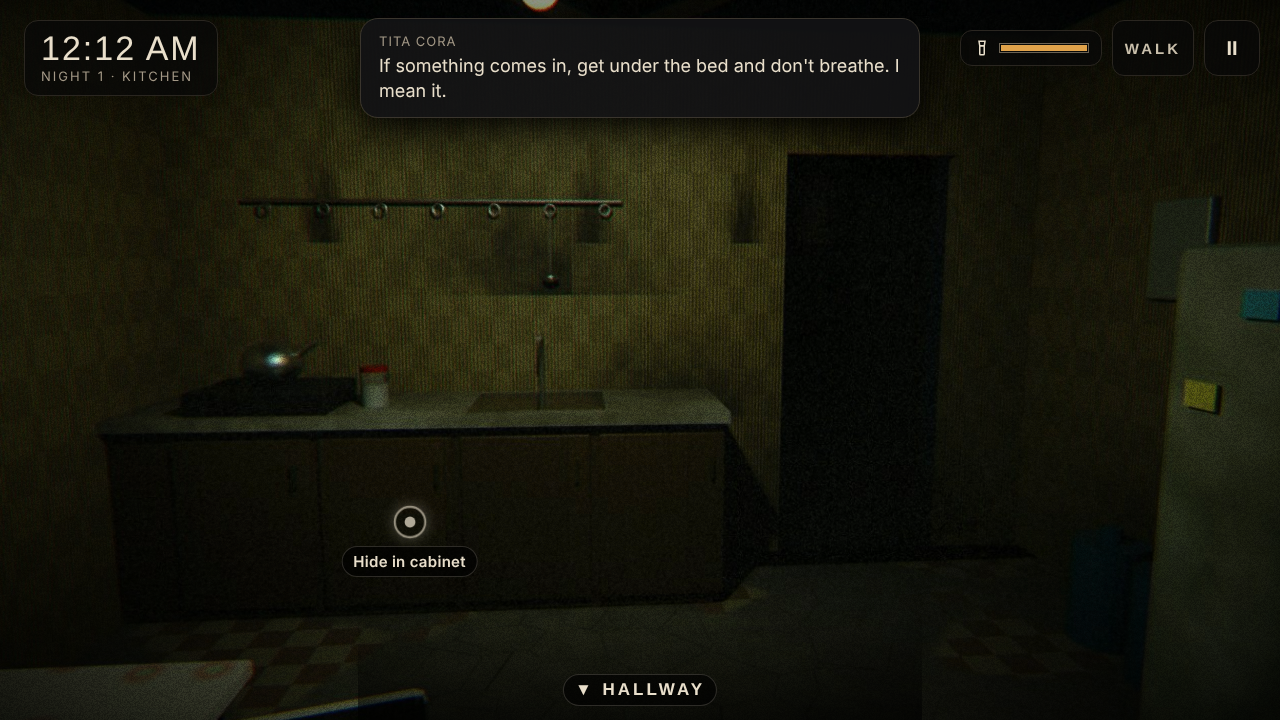 12:12 AM
NIGHT 1 · KITCHEN
TITA CORA
If something comes in, get under the bed and don't breathe. I
mean it.
WALK
Hide in cabinet
▼ HALLWAY